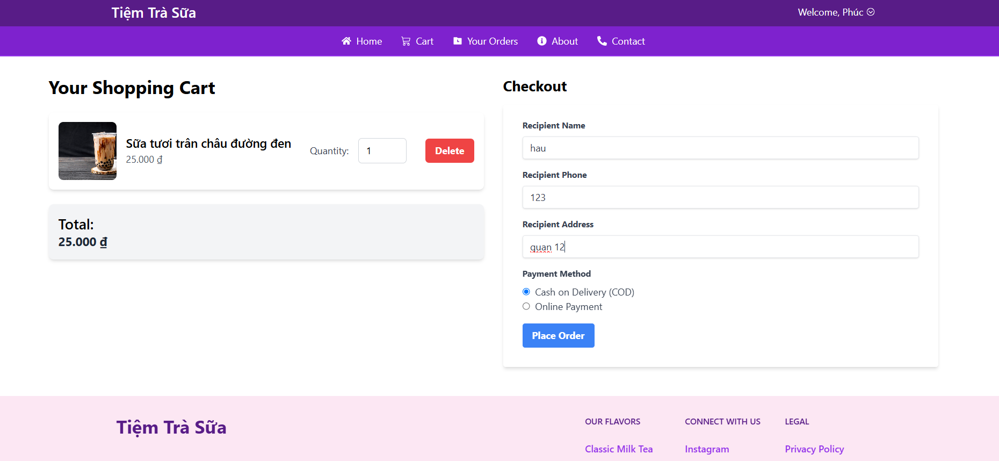 Tiệm Trà Sữa
Welcome, Phúc
Home
Cart
Your Orders
About
Contact
Your Shopping Cart
Sữa tươi trân châu đường đen
25.000 ₫
Quantity:
1
Delete
Total:
25.000 ₫
Checkout
Recipient Name
hau
Recipient Phone
123
Recipient Address
quan 12
Payment Method
Cash on Delivery (COD)
Online Payment
Place Order
Tiệm Trà Sữa
OUR FLAVORS
Classic Milk Tea
CONNECT WITH US
Instagram
LEGAL
Privacy Policy